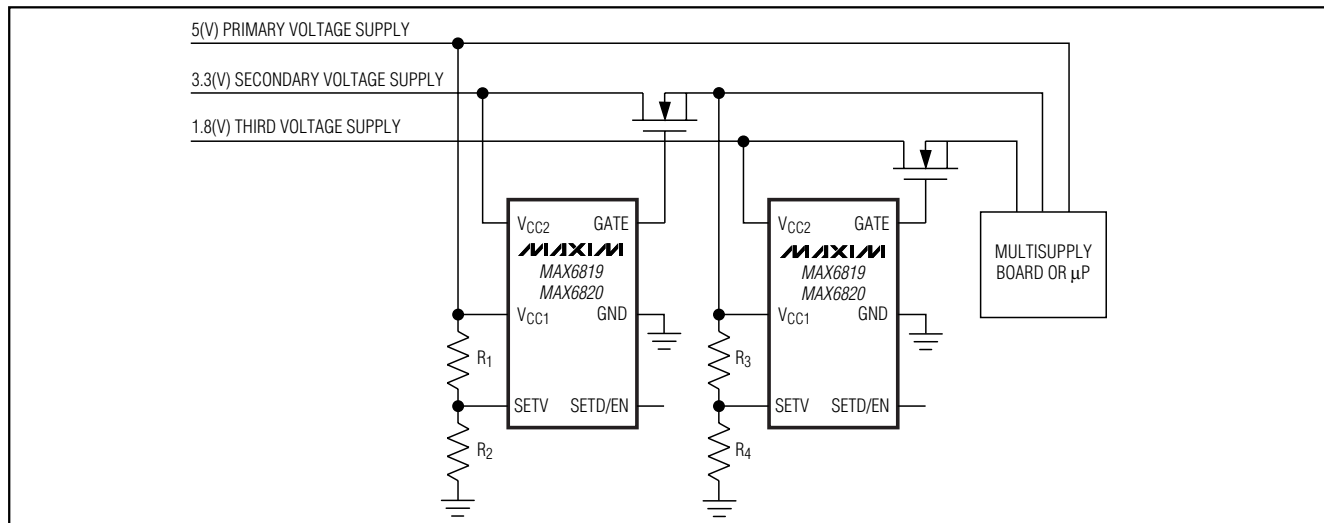 5(V) PRIMARY VOLTAGE SUPPLY
3.3(V) SECONDARY VOLTAGE SUPPLY
1.8(V) THIRD VOLTAGE SUPPLY
VCC2 GATE
MAXIM
MAX6819
MAX6820
VCC1 GND
R1
SETV SETD/EN
R2
VCC2 GATE
MAXIM
MAX6819
MAX6820
VCC1 GND
R3
SETV SETD/EN
R4
MULTISUPPLY
BOARD OR μP